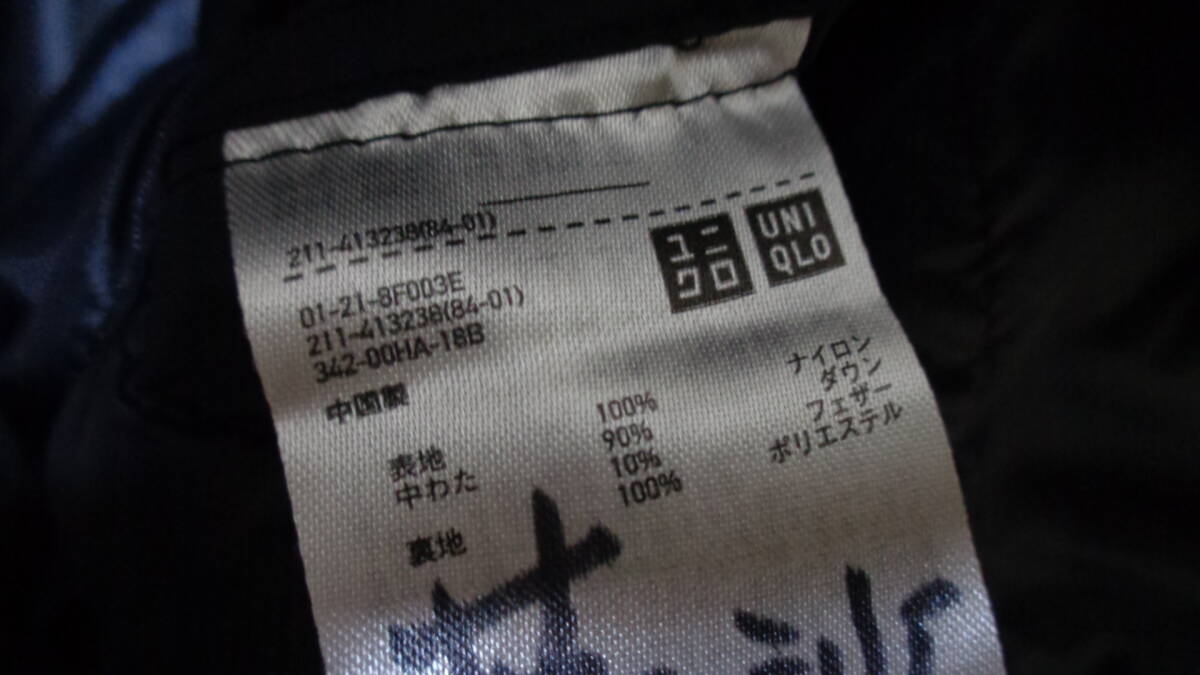 211-413238(84-01)
ユニ
クロ
UNI
QLO
01-21-8F003E
211-413238(84-01)
342-00HA-18B
中国製
表地 100% ナイロン
中わた 90% ダウン
10% フェザー
裏地 100% ポリエステル